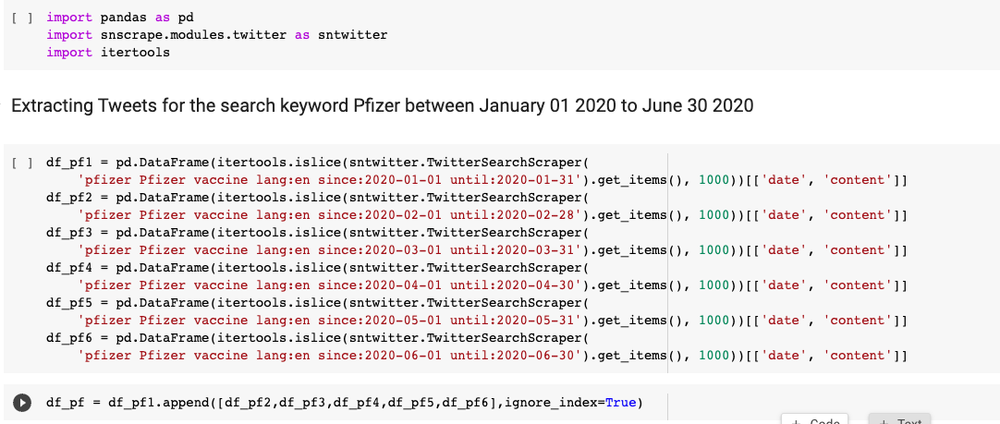 [ ] import pandas as pd
import snscrape.modules.twitter as sntwitter
import itertools
Extracting Tweets for the search keyword Pfizer between January 01 2020 to June 30 2020
[ ] df_pf1 = pd.DataFrame(itertools.islice(sntwitter.TwitterSearchScraper(
'pfizer Pfizer vaccine lang:en since:2020-01-01 until:2020-01-31').get_items(), 1000))[['date', 'content']]
df_pf2 = pd.DataFrame(itertools.islice(sntwitter.TwitterSearchScraper(
'pfizer Pfizer vaccine lang:en since:2020-02-01 until:2020-02-28').get_items(), 1000))[['date', 'content']]
df_pf3 = pd.DataFrame(itertools.islice(sntwitter.TwitterSearchScraper(
'pfizer Pfizer vaccine lang:en since:2020-03-01 until:2020-03-31').get_items(), 1000))[['date', 'content']]
df_pf4 = pd.DataFrame(itertools.islice(sntwitter.TwitterSearchScraper(
'pfizer Pfizer vaccine lang:en since:2020-04-01 until:2020-04-30').get_items(), 1000))[['date', 'content']]
df_pf5 = pd.DataFrame(itertools.islice(sntwitter.TwitterSearchScraper(
'pfizer Pfizer vaccine lang:en since:2020-05-01 until:2020-05-31').get_items(), 1000))[['date', 'content']]
df_pf6 = pd.DataFrame(itertools.islice(sntwitter.TwitterSearchScraper(
'pfizer Pfizer vaccine lang:en since:2020-06-01 until:2020-06-30').get_items(), 1000))[['date', 'content']]
df_pf = df_pf1.append([df_pf2,df_pf3,df_pf4,df_pf5,df_pf6],ignore_index=True)
+ Code + Text